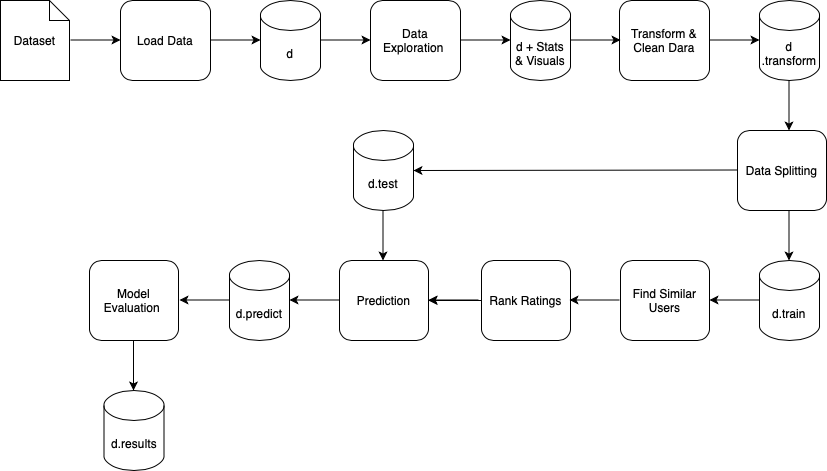 Dataset
Load Data
d
Data
Exploration
d + Stats
& Visuals
Transform &
Clean Dara
d
.transform
Data Splitting
d.test
Model
Evaluation
d.predict
Prediction
Rank Ratings
Find Similar
Users
d.train
d.results